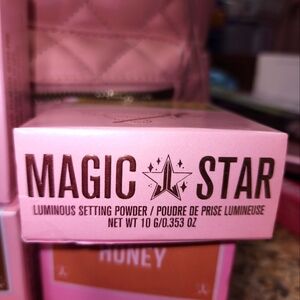 MAGIC STAR
LUMINOUS SETTING POWDER / POUDRE DE PRISE LUMINEUSE
NET WT 10 G/0.353 OZ
HONEY